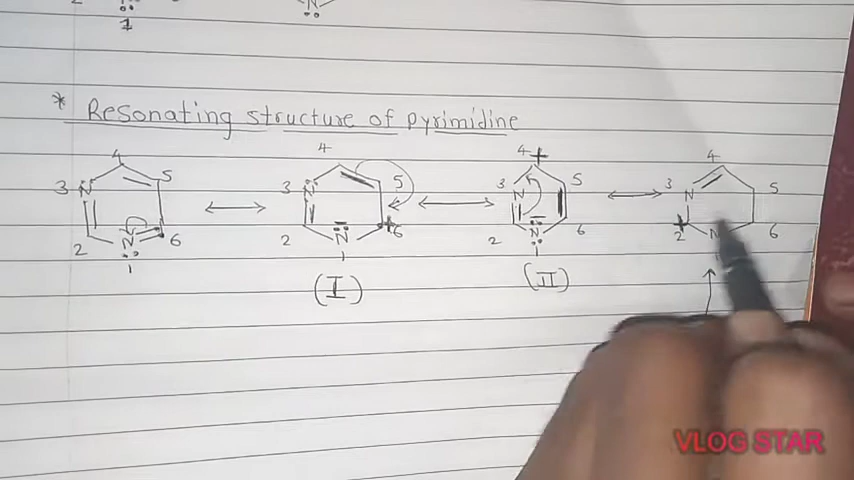 * Resonating structure of pyrimidine
4 4 4 + 4
3 N 5 3 N 5 3 N 5 3 N 5
2 N 6 2 N + 6 2 N 6 + 2 N 6
1 1 1
(I) (II)
VLOG STAR